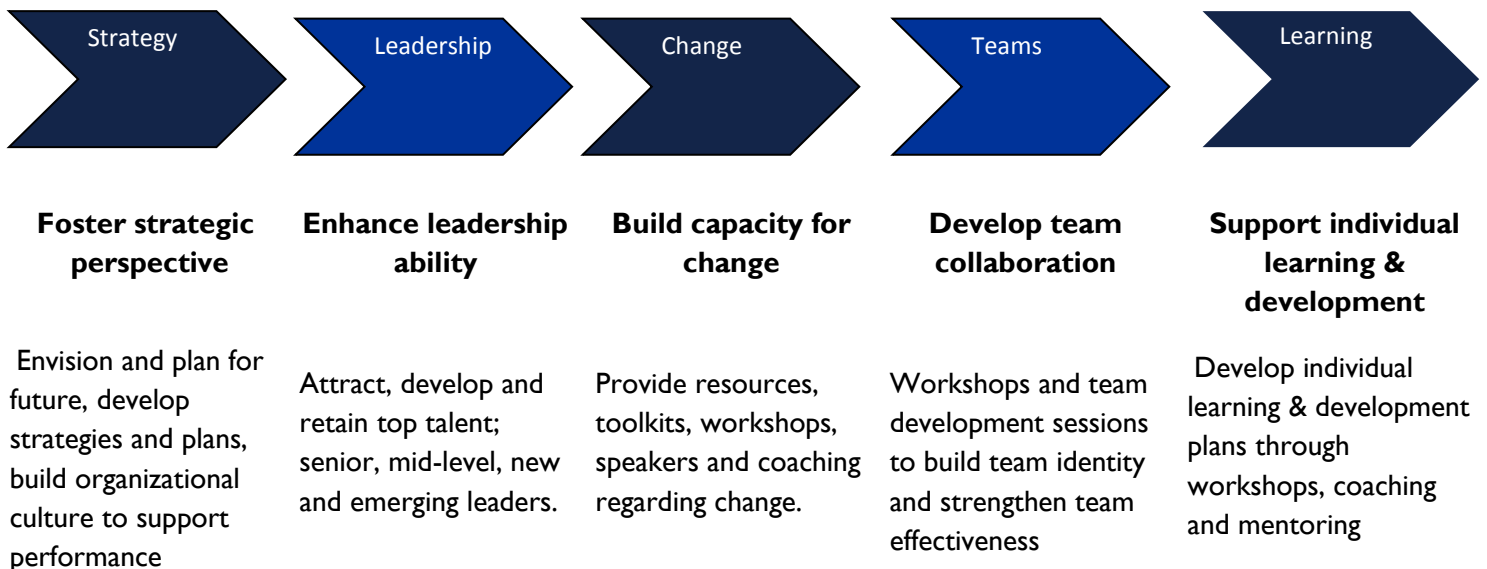 Strategy
Leadership
Change
Teams
Learning
Foster strategic
perspective
Enhance leadership
ability
Build capacity for
change
Develop team
collaboration
Support individual
learning &
development
Envision and plan for
future, develop
strategies and plans,
build organizational
culture to support
performance
Attract, develop and
retain top talent;
senior, mid-level, new
and emerging leaders.
Provide resources,
toolkits, workshops,
speakers and coaching
regarding change.
Workshops and team
development sessions
to build team identity
and strengthen team
effectiveness
Develop individual
learning & development
plans through
workshops, coaching
and mentoring